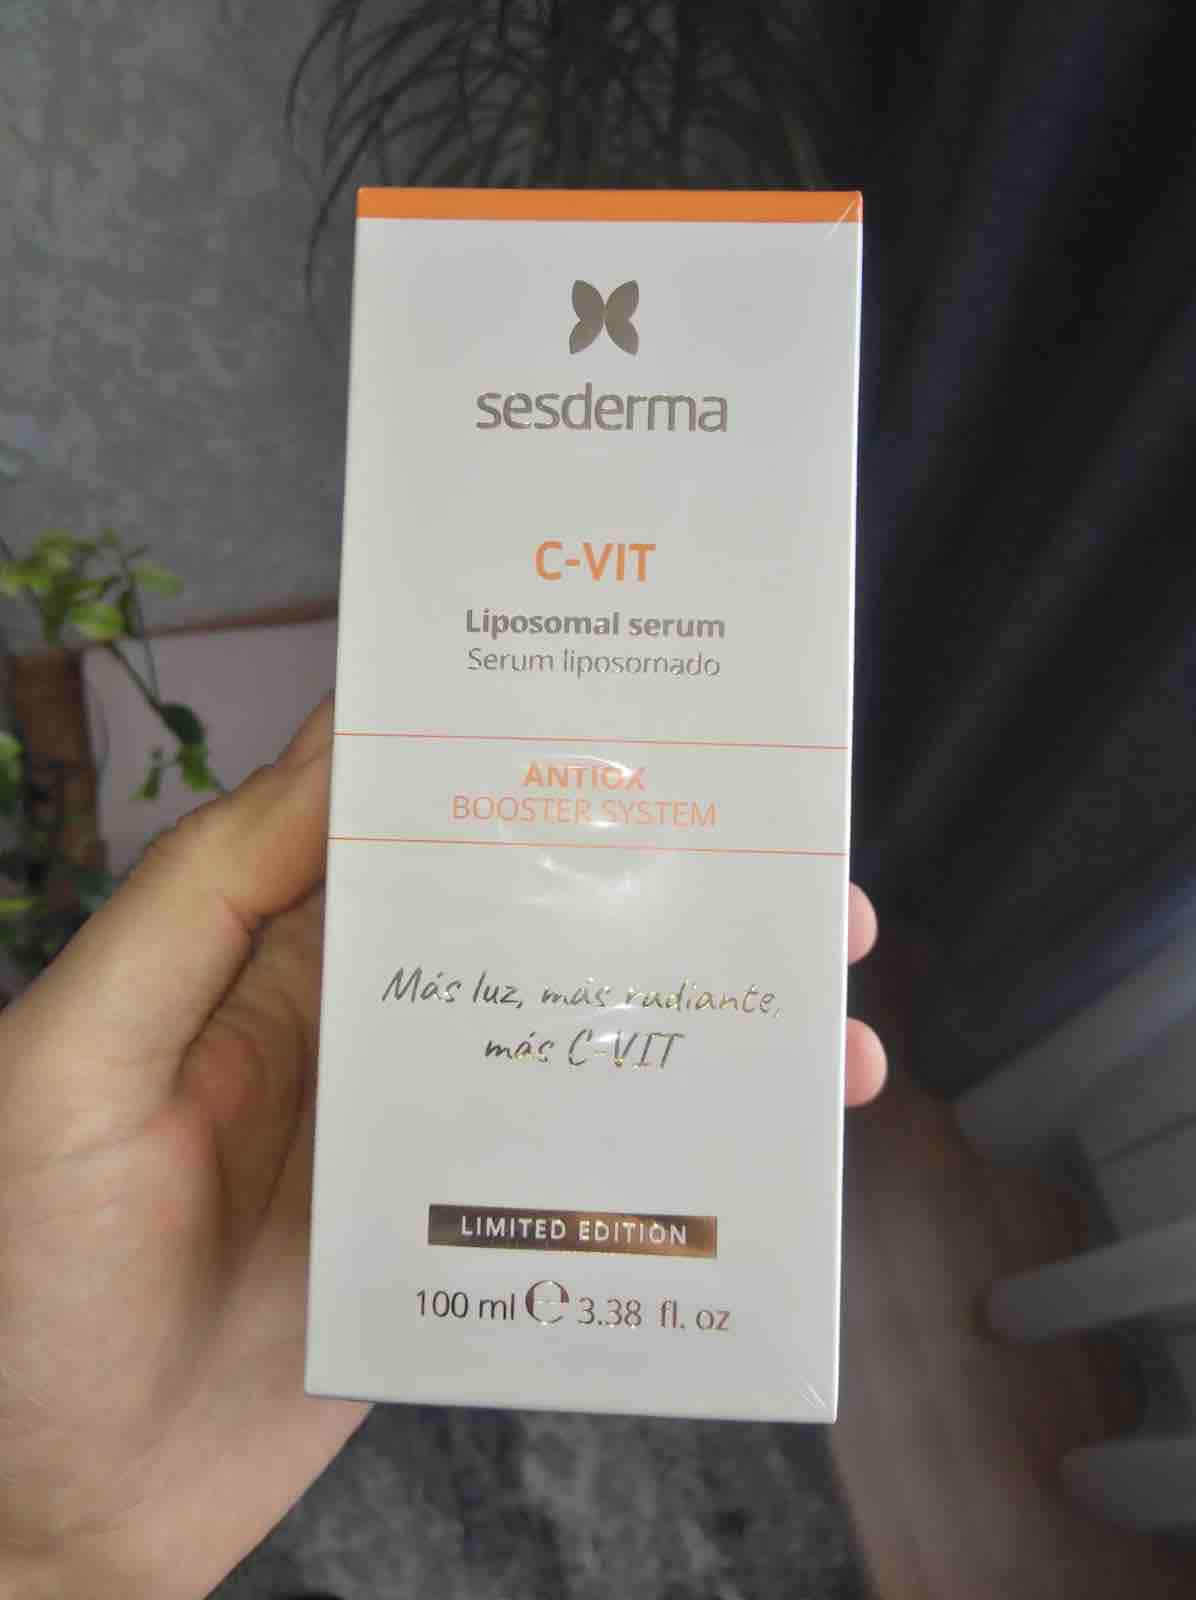 sesderma
C-VIT
Liposomal serum
Serum liposomado
ANTIOX
BOOSTER SYSTEM
Más luz, más radiante,
más C-VIT
LIMITED EDITION
100 ml ℮ 3.38 fl. oz